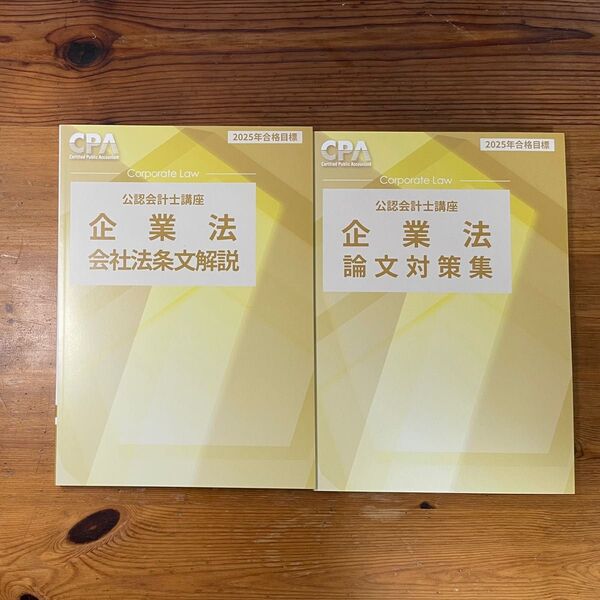 CPA
Certified Public Accountant
2025年合格目標
Corporate Law
公認会計士講座
企業法
会社法条文解説
CPA
Certified Public Accountant
2025年合格目標
Corporate Law
公認会計士講座
企業法
論文対策集